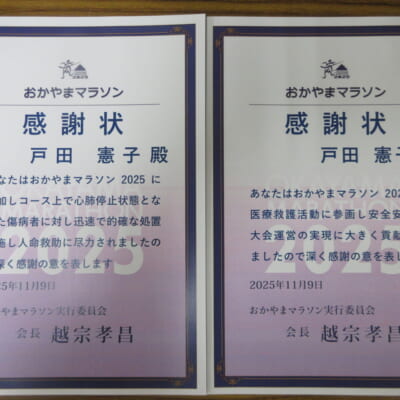 おかやまマラソン
感謝状
戸田 憲子 殿
なたはおかやまマラソン 2025 に
加しコース上で心肺停止状態とな
た傷病者に対し迅速で的確な処置
施し人命救助に尽力されましたの
深く感謝の意を表します
25年11月9日
かやまマラソン実行委員会
会長 越宗孝昌
おかやまマラソン
感謝状
戸田 憲子
あなたはおかやまマラソン 202
医療救護活動に参画し安全安
大会運営の実現に大きく貢献
ましたので深く感謝の意を表し
2025年11月9日
おかやまマラソン実行委員会
会長 越宗孝昌